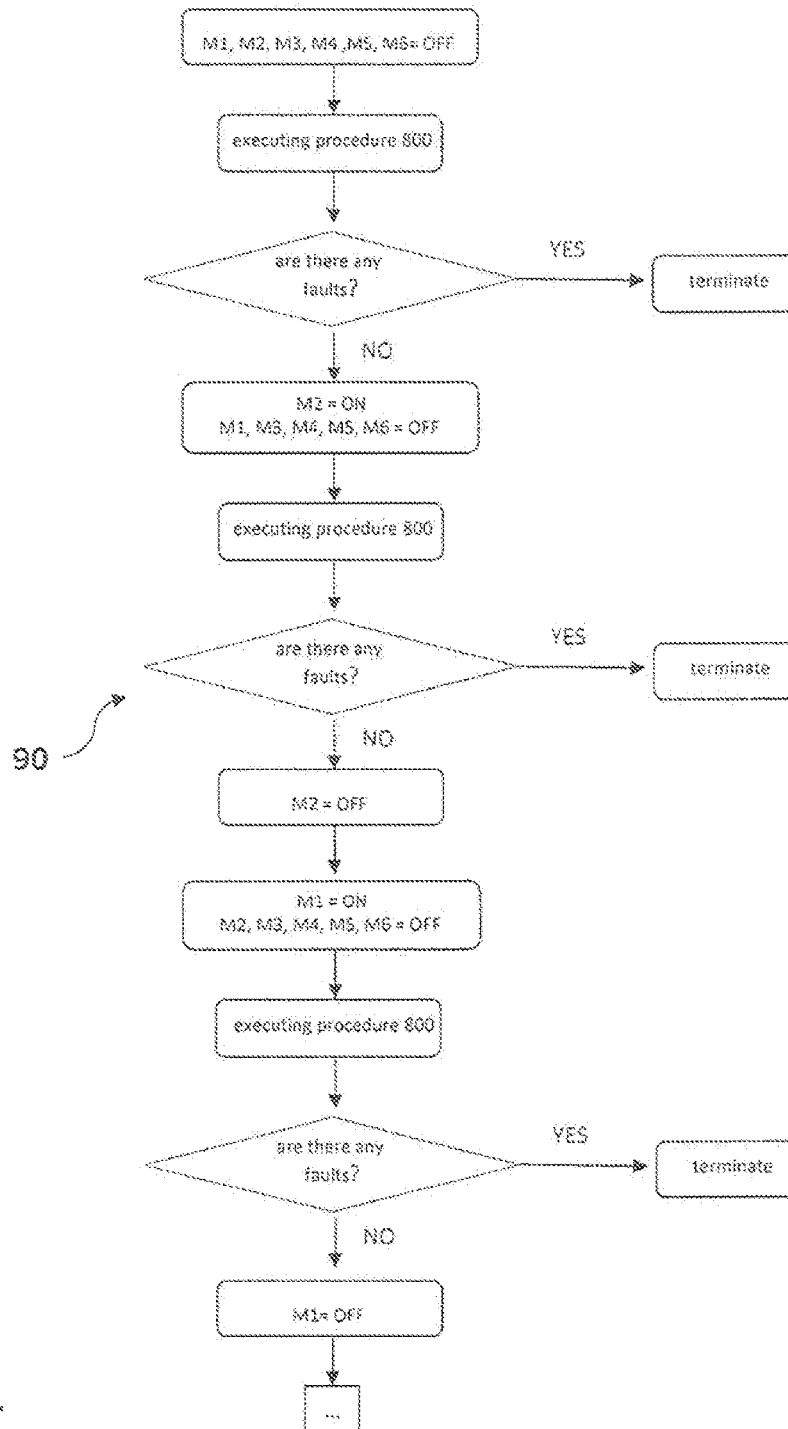 M1, M2, M3, M4 ,M5, M6= OFF
executing procedure 800
are there any
faults?
YES
terminate
NO
M2 = ON
M1, M3, M4, M5, M6 = OFF
executing procedure 800
are there any
faults?
YES
terminate
90
NO
M2 = OFF
M1 = ON
M2, M3, M4, M5, M6 = OFF
executing procedure 800
are there any
faults?
YES
terminate
NO
M1= OFF
...